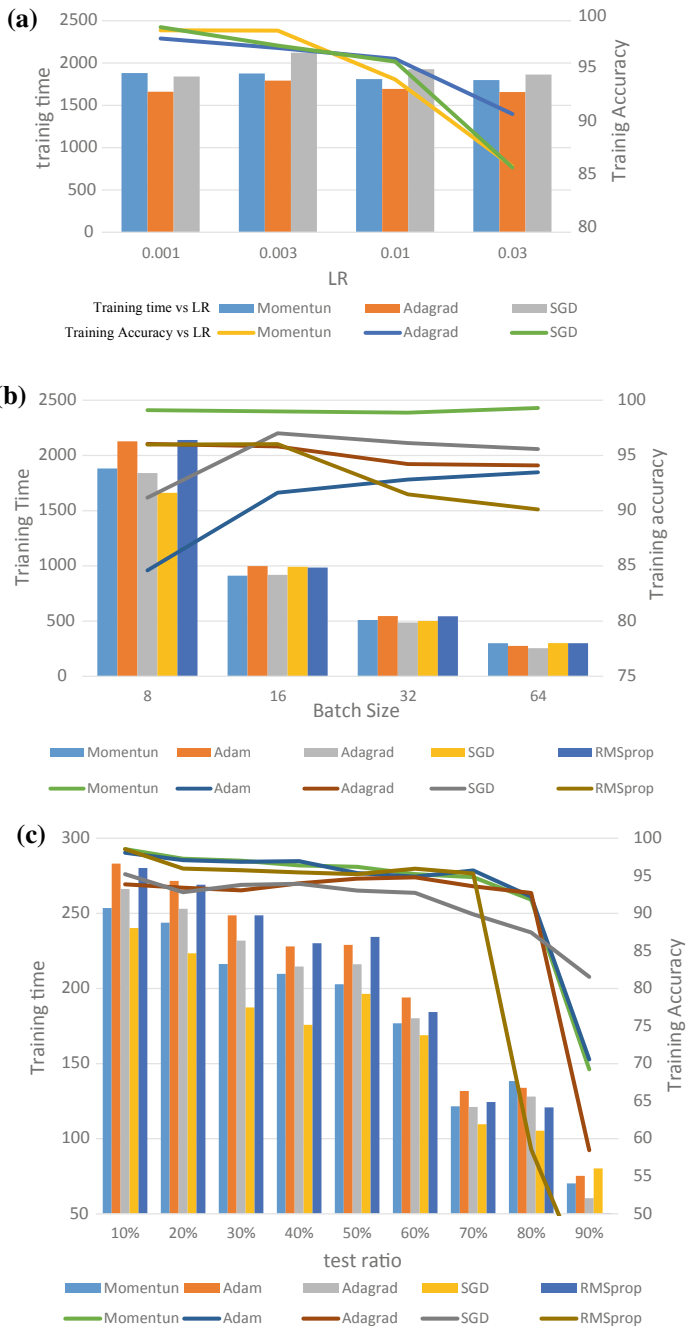 (a)
2500
2000
1500
1000
500
0
trainig time
100
95
90
85
80
Trainig Accuracy
0.001 0.003 0.01 0.03
LR
Training time vs LR Momentun Adagrad SGD
Training Accuracy vs LR Momentun Adagrad SGD
(b)
2500
2000
1500
1000
500
0
Trianing Time
100
95
90
85
80
75
Training accuracy
8 16 32 64
Batch Size
Momentun Adam Adagrad SGD RMSprop
Momentun Adam Adagrad SGD RMSprop
(c)
300
250
200
150
100
50
Training time
100
95
90
85
80
75
70
65
60
55
50
Training Accuracy
10% 20% 30% 40% 50% 60% 70% 80% 90%
test ratio
Momentun Adam Adagrad SGD RMSprop
Momentun Adam Adagrad SGD RMSprop